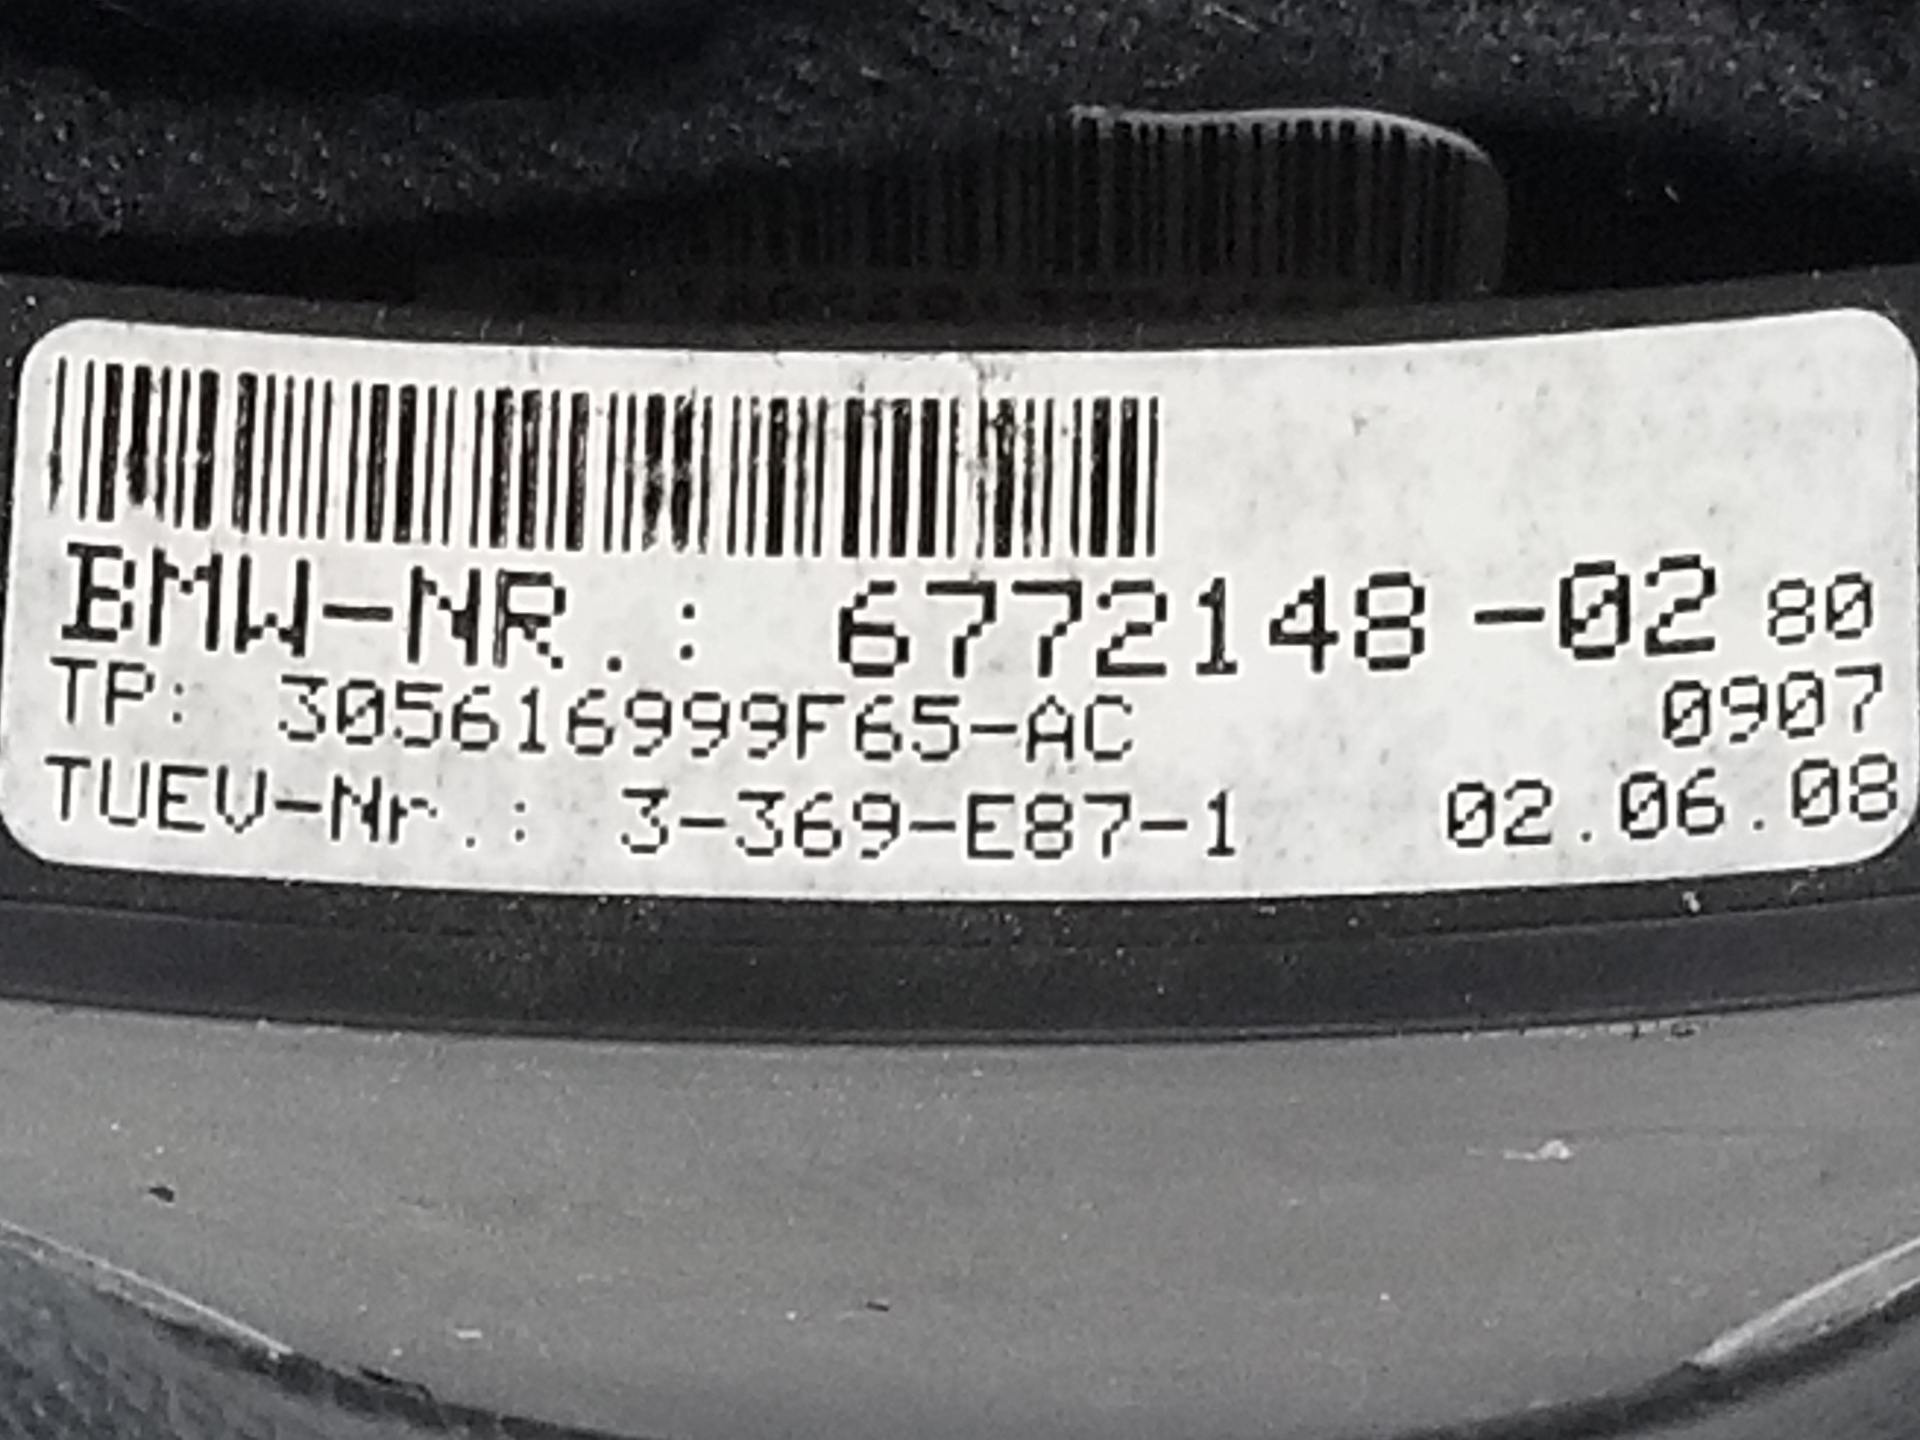 BMW-NR.: 6772148-02 80
TP: 305616999F65-AC 0907
TUEV-Nr.: 3-369-E87-1 02.06.08